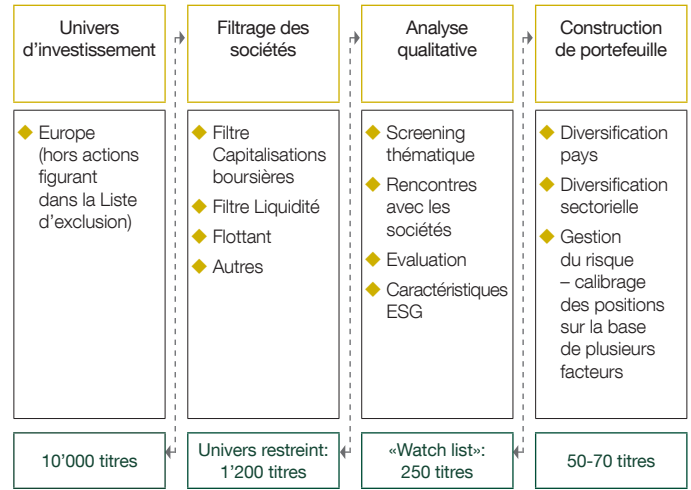 Univers
d'investissement
Europe
(hors actions
figurant
dans la Liste
d'exclusion)
10'000 titres
Filtrage des
sociétés
Filtre
Capitalisations
boursières
Filtre Liquidité
Flottant
Autres
Univers restreint:
1'200 titres
Analyse
qualitative
Screening
thématique
Rencontres
avec les
sociétés
Evaluation
Caractéristiques
ESG
«Watch list»:
250 titres
Construction
de portefeuille
Diversification
pays
Diversification
sectorielle
Gestion
du risque
– calibrage
des positions
sur la base
de plusieurs
facteurs
50-70 titres